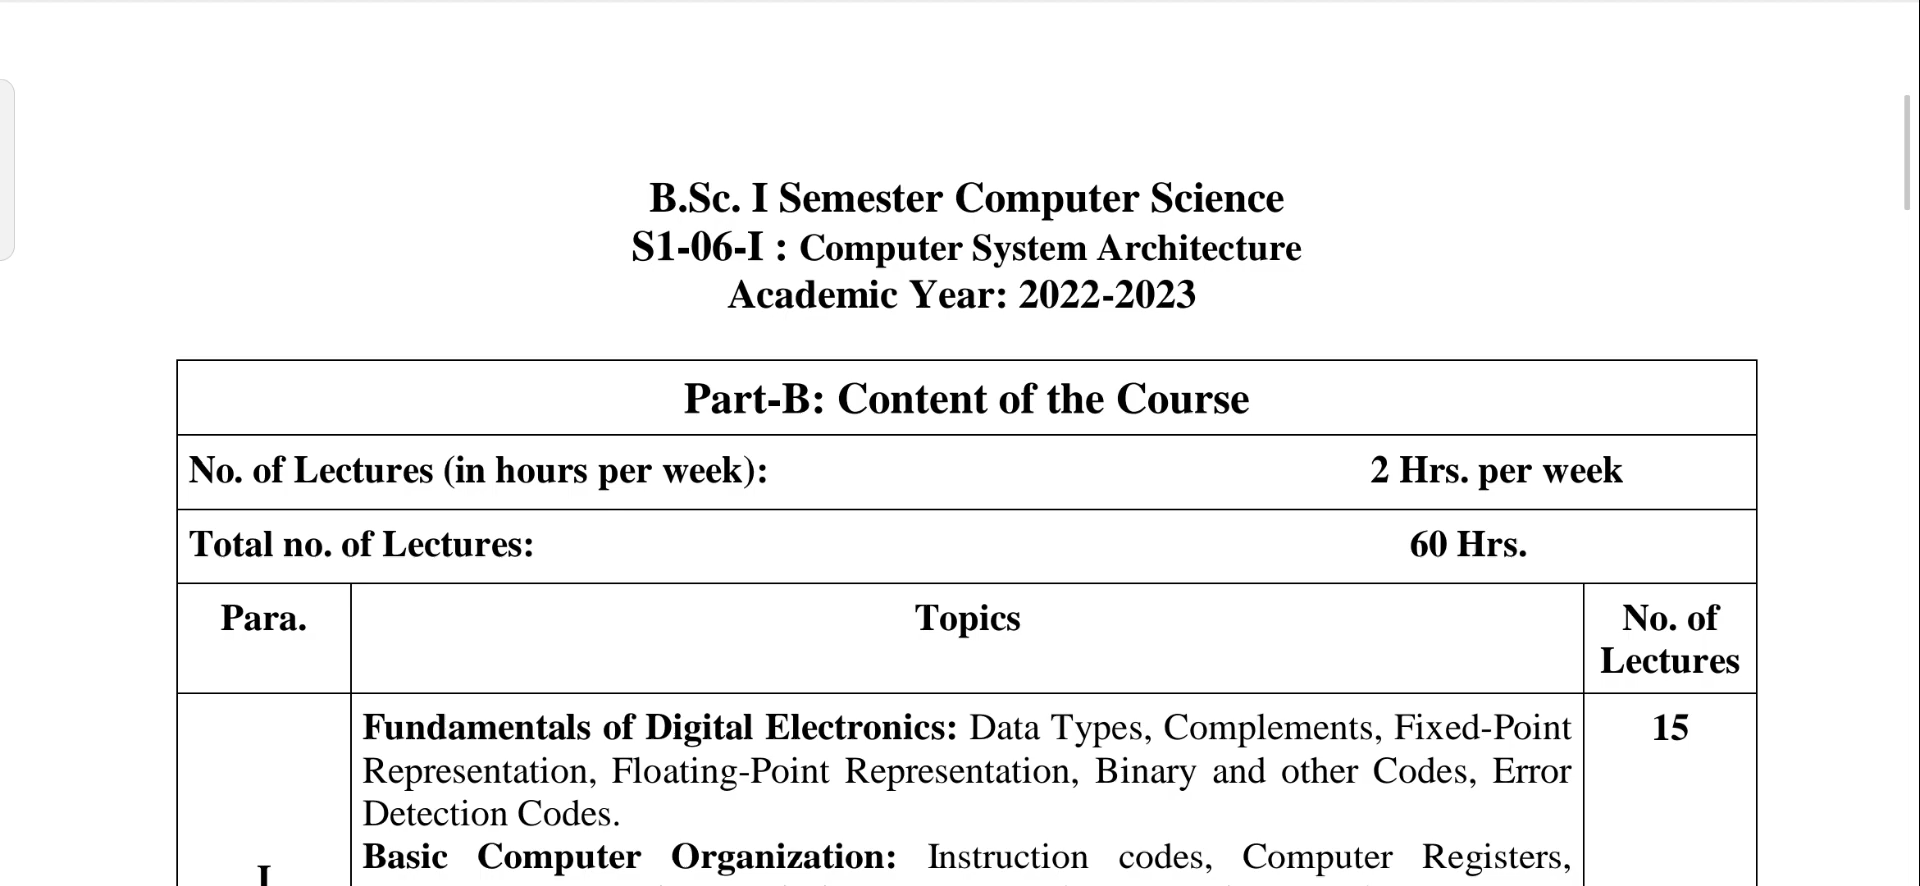 B.Sc. I Semester Computer Science
S1-06-I : Computer System Architecture
Academic Year: 2022-2023
Part-B: Content of the Course
No. of Lectures (in hours per week): 2 Hrs. per week
Total no. of Lectures: 60 Hrs.
Para. Topics No. of
Lectures
Fundamentals of Digital Electronics: Data Types, Complements, Fixed-Point 15
Representation, Floating-Point Representation, Binary and other Codes, Error
Detection Codes.
I Basic Computer Organization: Instruction codes, Computer Registers,